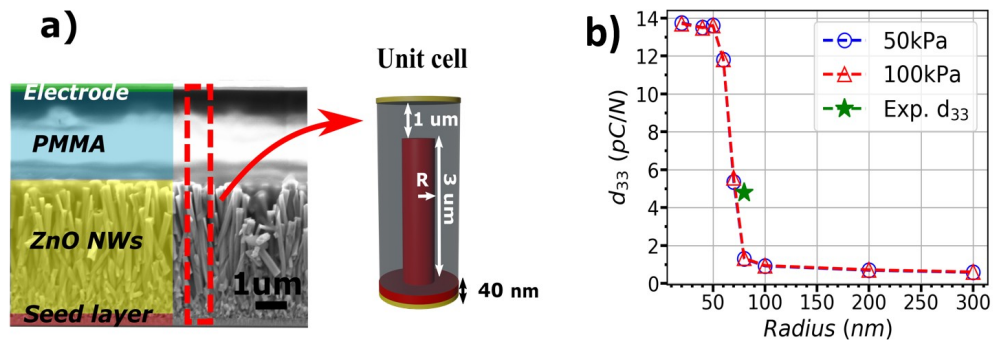 a)
Electrode
PMMA
ZnO NWs
Seed layer
1um
Unit cell
1 um
R
3 um
40 nm
b)
14
12
10
8
6
4
2
0
d33 (pC/N)
50kPa
100kPa
Exp. d33
50 100 150 200 250 300
Radius (nm)